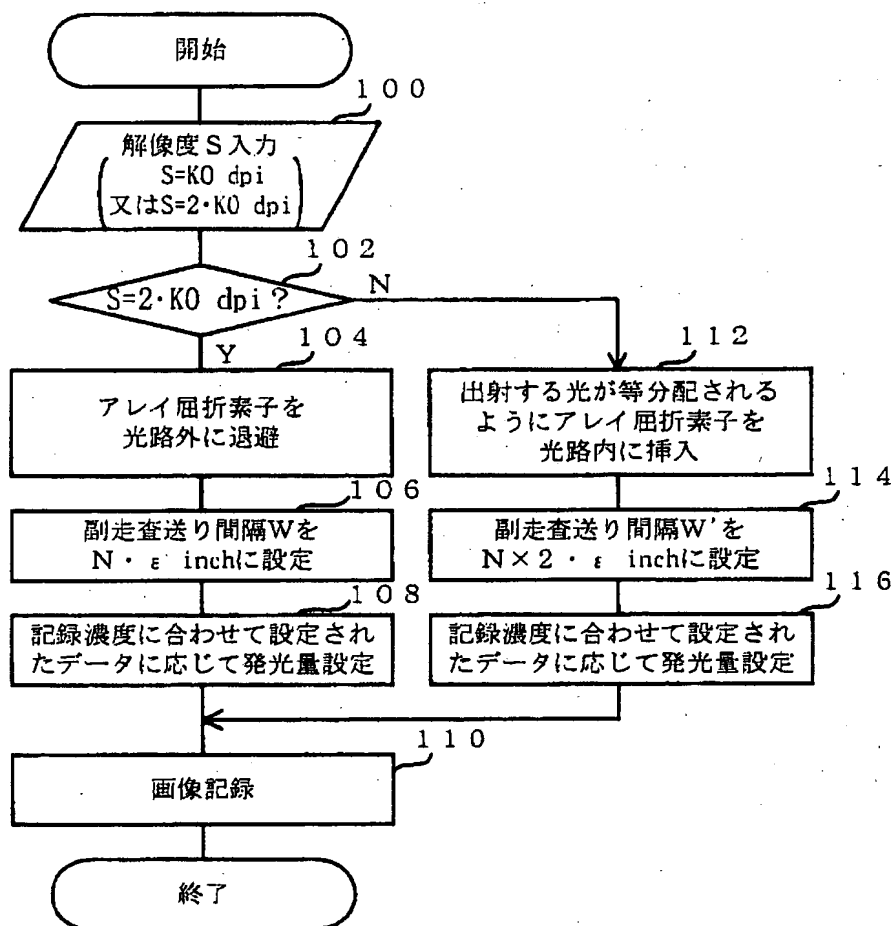 開始
100
解像度S入力
S=K0 dpi
又はS=2·K0 dpi
102
S=2·K0 dpi?
N
Y
104
アレイ屈折素子を
光路外に退避
106
副走査送り間隔Wを
N・ε inchに設定
108
記録濃度に合わせて設定され
たデータに応じて発光量設定
112
出射する光が等分配される
ようにアレイ屈折素子を
光路内に挿入
114
副走査送り間隔W'を
N×2・ε inchに設定
116
記録濃度に合わせて設定され
たデータに応じて発光量設定
110
画像記録
終了